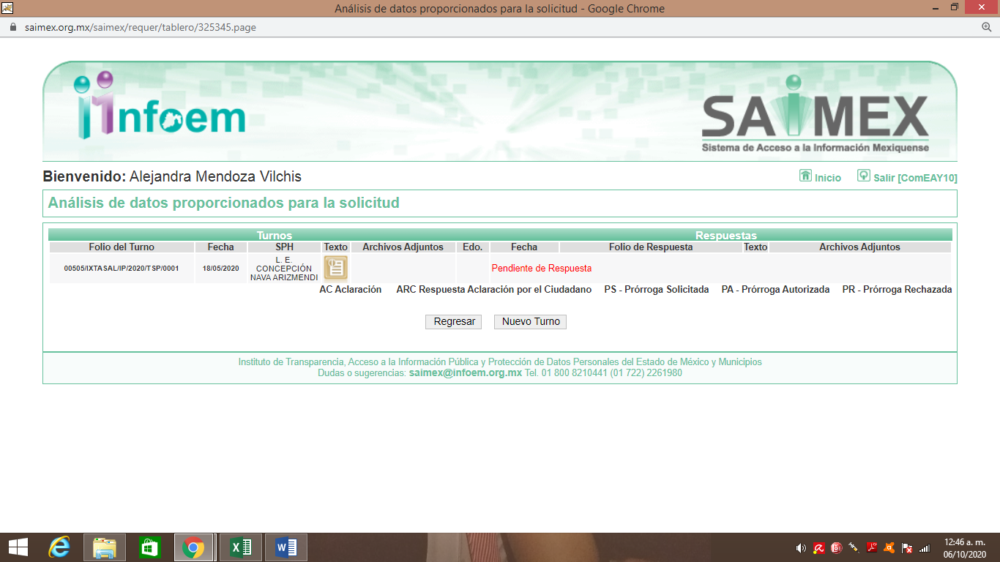 Análisis de datos proporcionados para la solicitud - Google Chrome
saimex.org.mx/saimex/requer/tablero/325345.page
infoem
SAIMEX
Sistema de Acceso a la Información Mexiquense
Bienvenido: Alejandra Mendoza Vilchis
Inicio Salir [ComEAY10]
Análisis de datos proporcionados para la solicitud
Turnos Respuestas
Folio del Turno Fecha SPH Texto Archivos Adjuntos Edo. Fecha Folio de Respuesta Texto Archivos Adjuntos
00505/IXTASAL/IP/2020/TSP/0001 18/05/2020 L. E. CONCEPCIÓN NAVA ARIZMENDI Pendiente de Respuesta
AC Aclaración ARC Respuesta Aclaración por el Ciudadano PS - Prórroga Solicitada PA - Prórroga Autorizada PR - Prórroga Rechazada
Regresar Nuevo Turno
Instituto de Transparencia, Acceso a la Información Pública y Protección de Datos Personales del Estado de México y Municipios
Dudas o sugerencias: saimex@infoem.org.mx Tel. 01 800 8210441 (01 722) 2261980
12:46 a. m.
06/10/2020